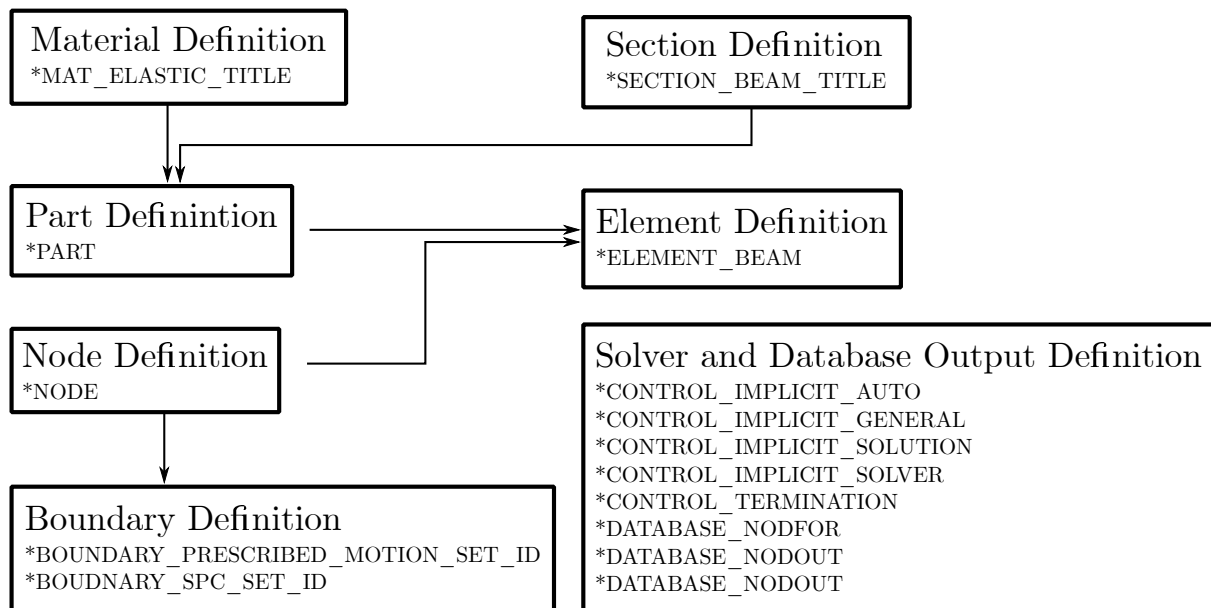 Material Definition
*MAT_ELASTIC_TITLE
Section Definition
*SECTION_BEAM_TITLE
Part Definintion
*PART
Element Definition
*ELEMENT_BEAM
Node Definition
*NODE
Boundary Definition
*BOUNDARY_PRESCRIBED_MOTION_SET_ID
*BOUDNARY_SPC_SET_ID
Solver and Database Output Definition
*CONTROL_IMPLICIT_AUTO
*CONTROL_IMPLICIT_GENERAL
*CONTROL_IMPLICIT_SOLUTION
*CONTROL_IMPLICIT_SOLVER
*CONTROL_TERMINATION
*DATABASE_NODFOR
*DATABASE_NODOUT
*DATABASE_NODOUT